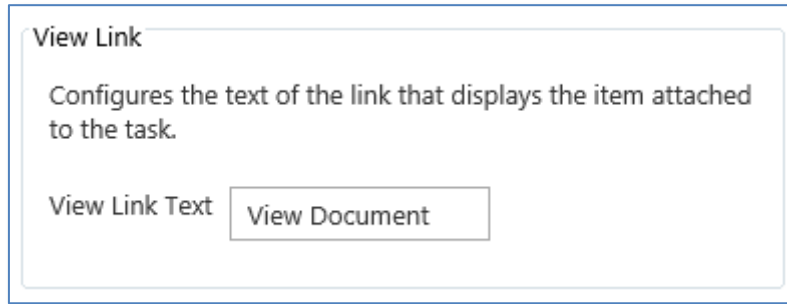 View Link
Configures the text of the link that displays the item attached
to the task.
View Link Text View Document